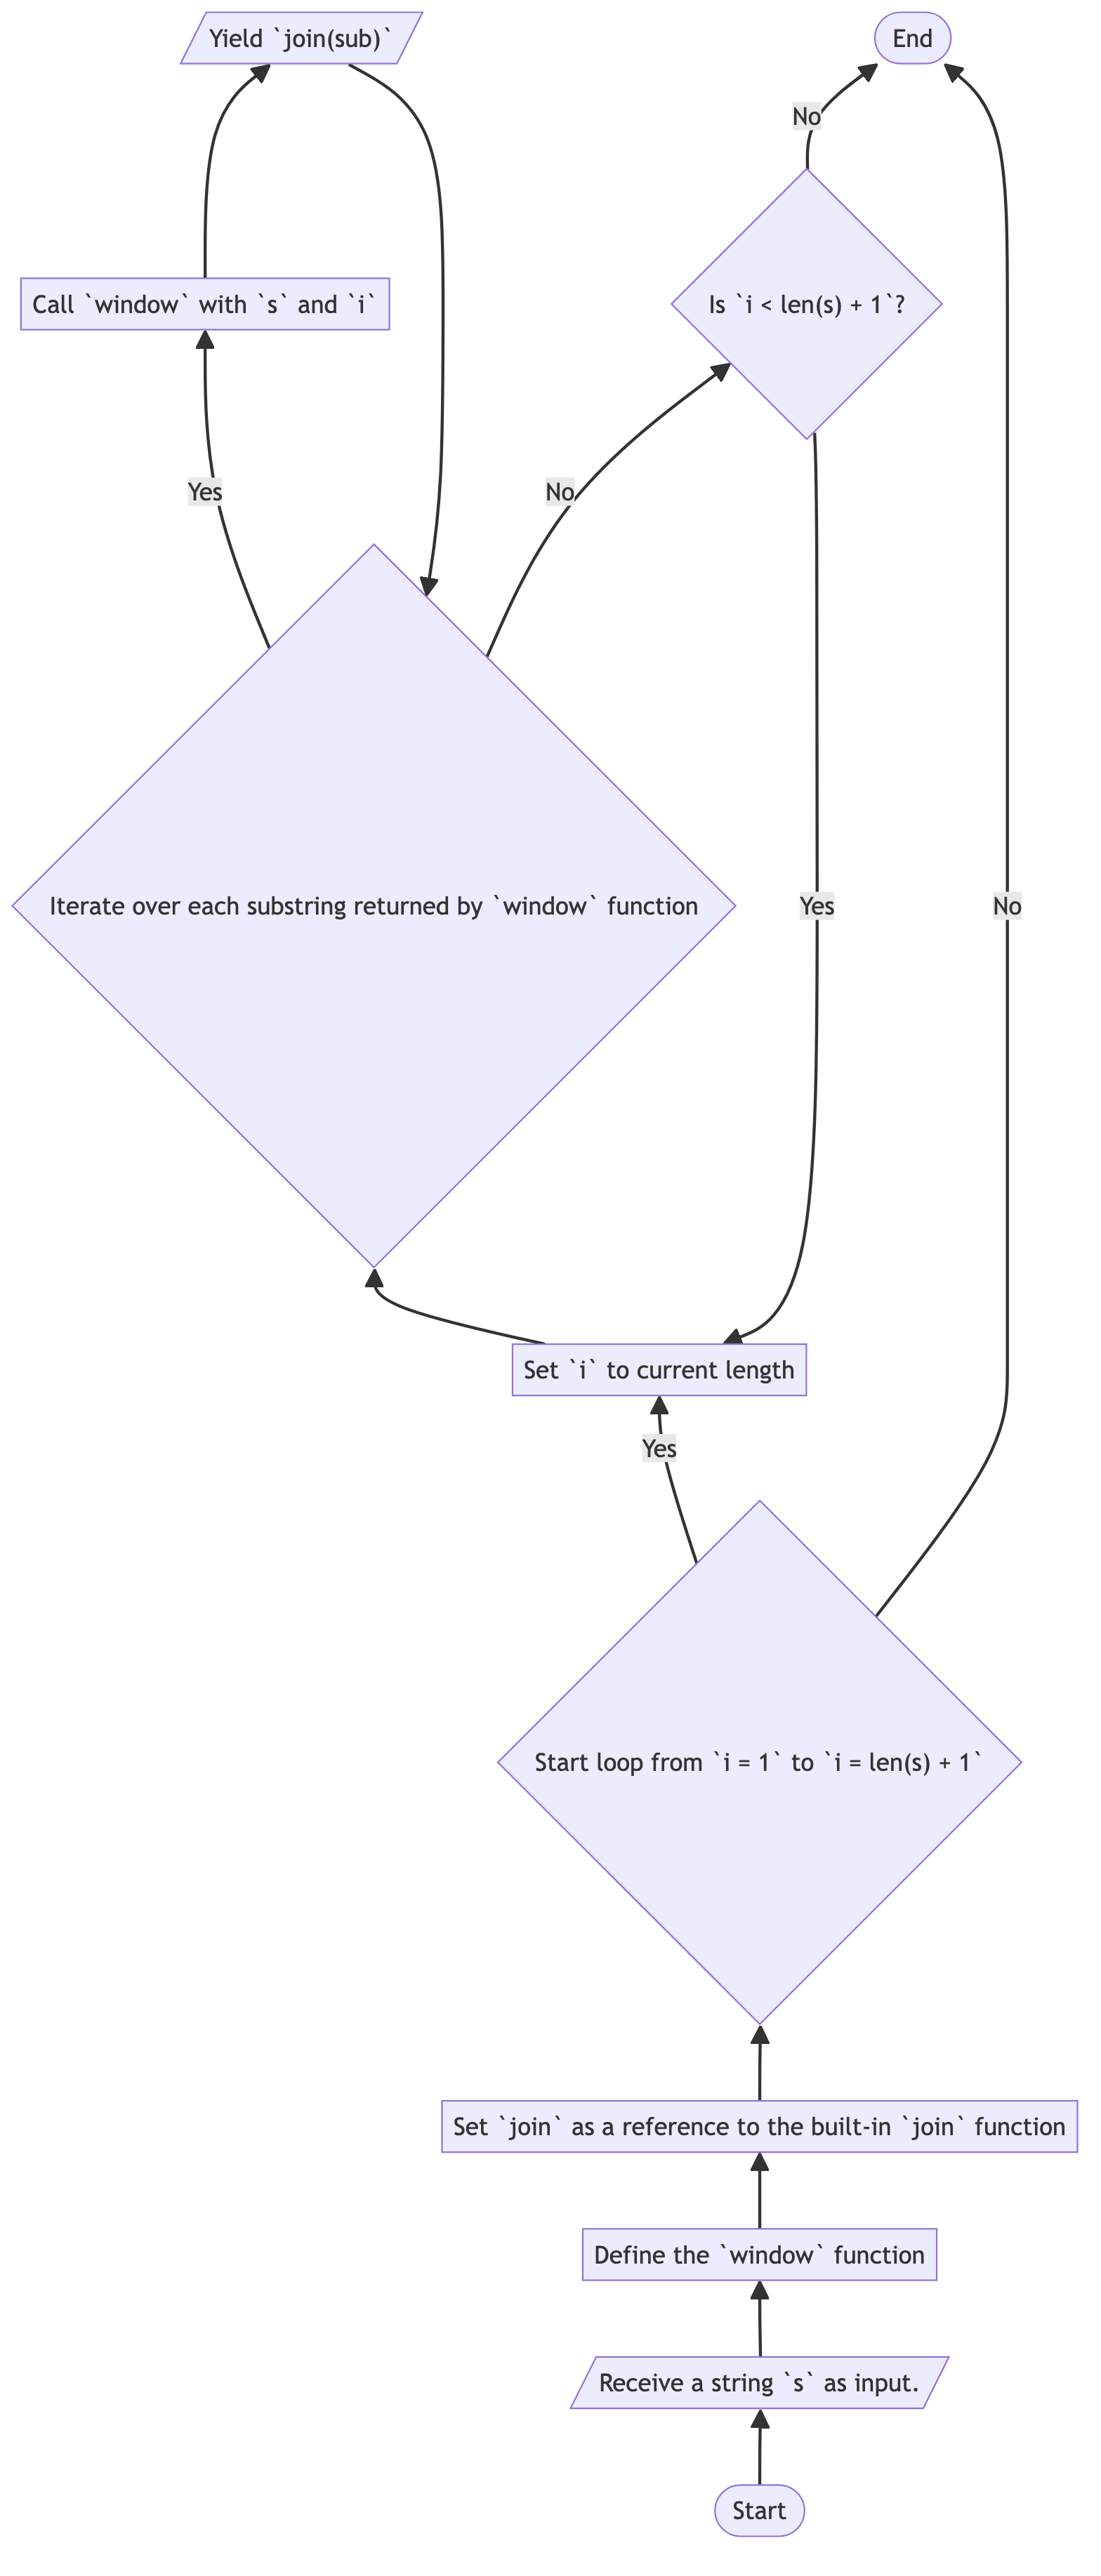 Yield `join(sub)`
End
No
Call `window` with `s` and `i`
Is `i < len(s) + 1`?
Yes
No
Iterate over each substring returned by `window` function
Yes
No
Set `i` to current length
Yes
Start loop from `i = 1` to `i = len(s) + 1`
Set `join` as a reference to the built-in `join` function
Define the `window` function
Receive a string `s` as input.
Start